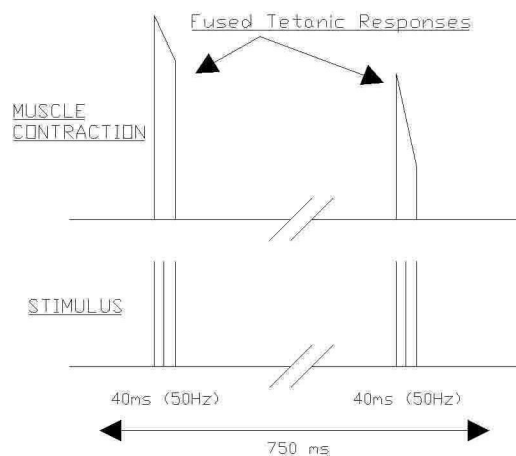 Fused Tetanic Responses
MUSCLE
CONTRACTION
STIMULUS
40ms (50Hz)
40ms (50Hz)
750 ms